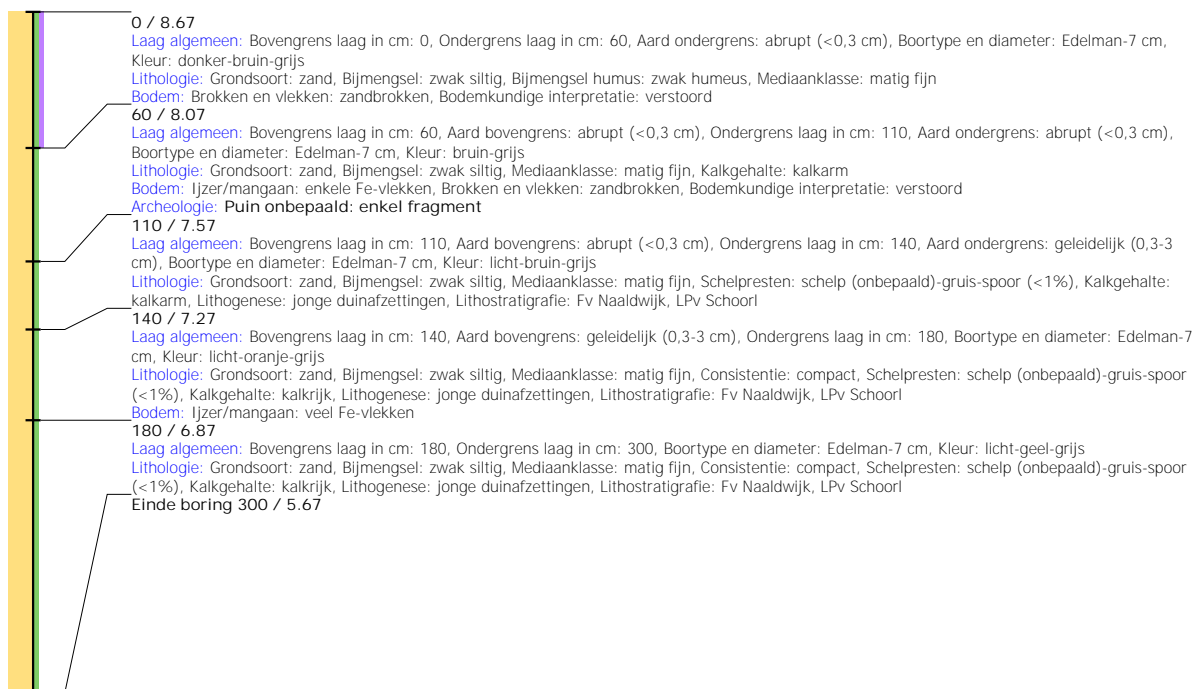 0 / 8.67
Laag algemeen: Bovengrens laag in cm: 0, Ondergrens laag in cm: 60, Aard ondergrens: abrupt (<0,3 cm), Boortype en diameter: Edelman-7 cm,
Kleur: donker-bruin-grijs
Lithologie: Grondsoort: zand, Bijmengsel: zwak siltig, Bijmengsel humus: zwak humeus, Mediaanklasse: matig fijn
Bodem: Brokken en vlekken: zandbrokken, Bodemkundige interpretatie: verstoord
60 / 8.07
Laag algemeen: Bovengrens laag in cm: 60, Aard bovengrens: abrupt (<0,3 cm), Ondergrens laag in cm: 110, Aard ondergrens: abrupt (<0,3 cm),
Boortype en diameter: Edelman-7 cm, Kleur: bruin-grijs
Lithologie: Grondsoort: zand, Bijmengsel: zwak siltig, Mediaanklasse: matig fijn, Kalkgehalte: kalkarm
Bodem: Ijzer/mangaan: enkele Fe-vlekken, Brokken en vlekken: zandbrokken, Bodemkundige interpretatie: verstoord
Archeologie: Puin onbepaald: enkel fragment
110 / 7.57
Laag algemeen: Bovengrens laag in cm: 110, Aard bovengrens: abrupt (<0,3 cm), Ondergrens laag in cm: 140, Aard ondergrens: geleidelijk (0,3-3
cm), Boortype en diameter: Edelman-7 cm, Kleur: licht-bruin-grijs
Lithologie: Grondsoort: zand, Bijmengsel: zwak siltig, Mediaanklasse: matig fijn, Schelpresten: schelp (onbepaald)-gruis-spoor (<1%), Kalkgehalte:
kalkarm, Lithogenese: jonge duinafzettingen, Lithostratigrafie: Fv Naaldwijk, LPv Schoorl
140 / 7.27
Laag algemeen: Bovengrens laag in cm: 140, Aard bovengrens: geleidelijk (0,3-3 cm), Ondergrens laag in cm: 180, Boortype en diameter: Edelman-7
cm, Kleur: licht-oranje-grijs
Lithologie: Grondsoort: zand, Bijmengsel: zwak siltig, Mediaanklasse: matig fijn, Consistentie: compact, Schelpresten: schelp (onbepaald)-gruis-spoor
(<1%), Kalkgehalte: kalkrijk, Lithogenese: jonge duinafzettingen, Lithostratigrafie: Fv Naaldwijk, LPv Schoorl
Bodem: Ijzer/mangaan: veel Fe-vlekken
180 / 6.87
Laag algemeen: Bovengrens laag in cm: 180, Ondergrens laag in cm: 300, Boortype en diameter: Edelman-7 cm, Kleur: licht-geel-grijs
Lithologie: Grondsoort: zand, Bijmengsel: zwak siltig, Mediaanklasse: matig fijn, Consistentie: compact, Schelpresten: schelp (onbepaald)-gruis-spoor
(<1%), Kalkgehalte: kalkrijk, Lithogenese: jonge duinafzettingen, Lithostratigrafie: Fv Naaldwijk, LPv Schoorl
Einde boring 300 / 5.67